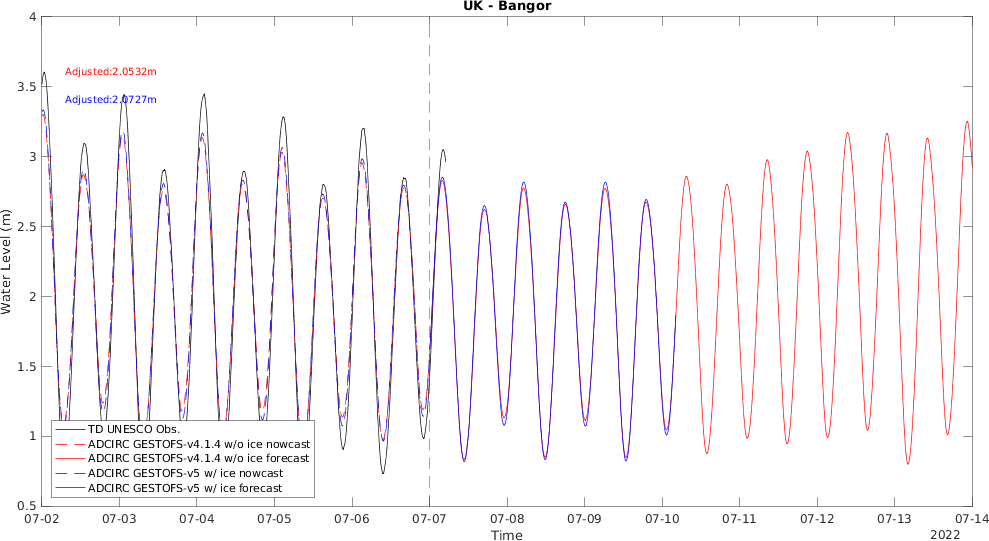 UK - Bangor
4
3.5
3
2.5
2
1.5
1
0.5
Water Level (m)
Adjusted:2.0532m
Adjusted:2.0727m
TD UNESCO Obs.
ADCIRC GESTOFS-v4.1.4 w/o ice nowcast
ADCIRC GESTOFS-v4.1.4 w/o ice forecast
ADCIRC GESTOFS-v5 w/ ice nowcast
ADCIRC GESTOFS-v5 w/ ice forecast
07-02 07-03 07-04 07-05 07-06 07-07 07-08 07-09 07-10 07-11 07-12 07-13 07-14
Time
2022